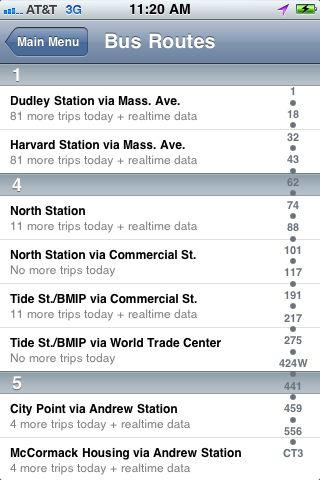 AT&T 3G 11:20 AM
Main Menu
Bus Routes
1
Dudley Station via Mass. Ave.
81 more trips today + realtime data
Harvard Station via Mass. Ave.
81 more trips today + realtime data
4
North Station
11 more trips today + realtime data
North Station via Commercial St.
No more trips today
Tide St./BMIP via Commercial St.
11 more trips today + realtime data
Tide St./BMIP via World Trade Center
No more trips today
5
City Point via Andrew Station
4 more trips today + realtime data
McCormack Housing via Andrew Station
4 more trips today + realtime data
1
18
32
43
62
74
88
101
117
191
217
275
424W
441
459
556
CT3